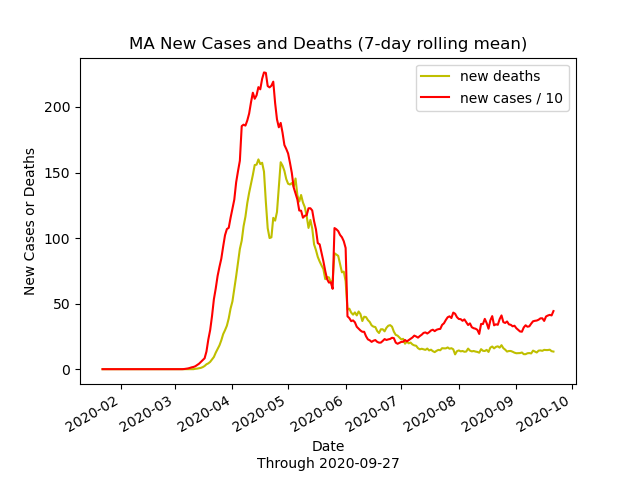 MA New Cases and Deaths (7-day rolling mean)
new deaths
new cases / 10
200
150
100
50
0
New Cases or Deaths
2020-02
2020-03
2020-04
2020-05
2020-06
2020-07
2020-08
2020-09
2020-10
Date
Through 2020-09-27